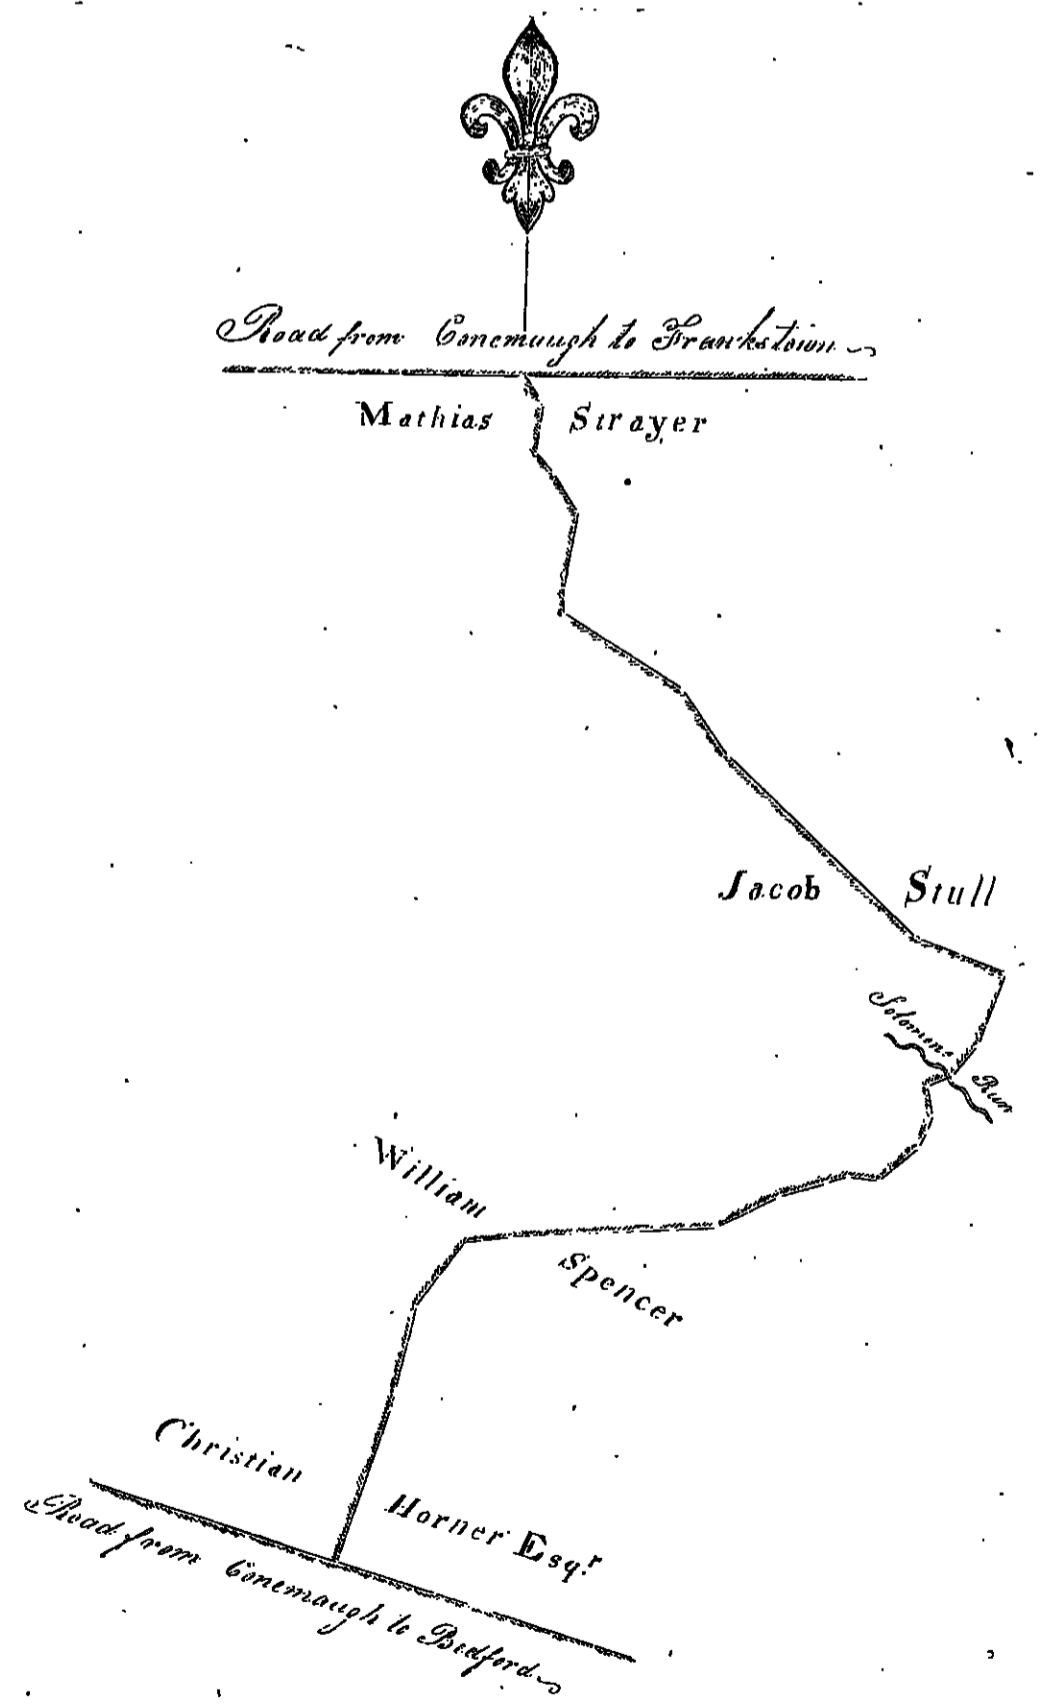 Road from Conemaugh to Frankstown
Mathias Strayer
Jacob Stull
Solomons Run
William Spencer
Christian Horner Esqr.
Road from Conemaugh to Bedford